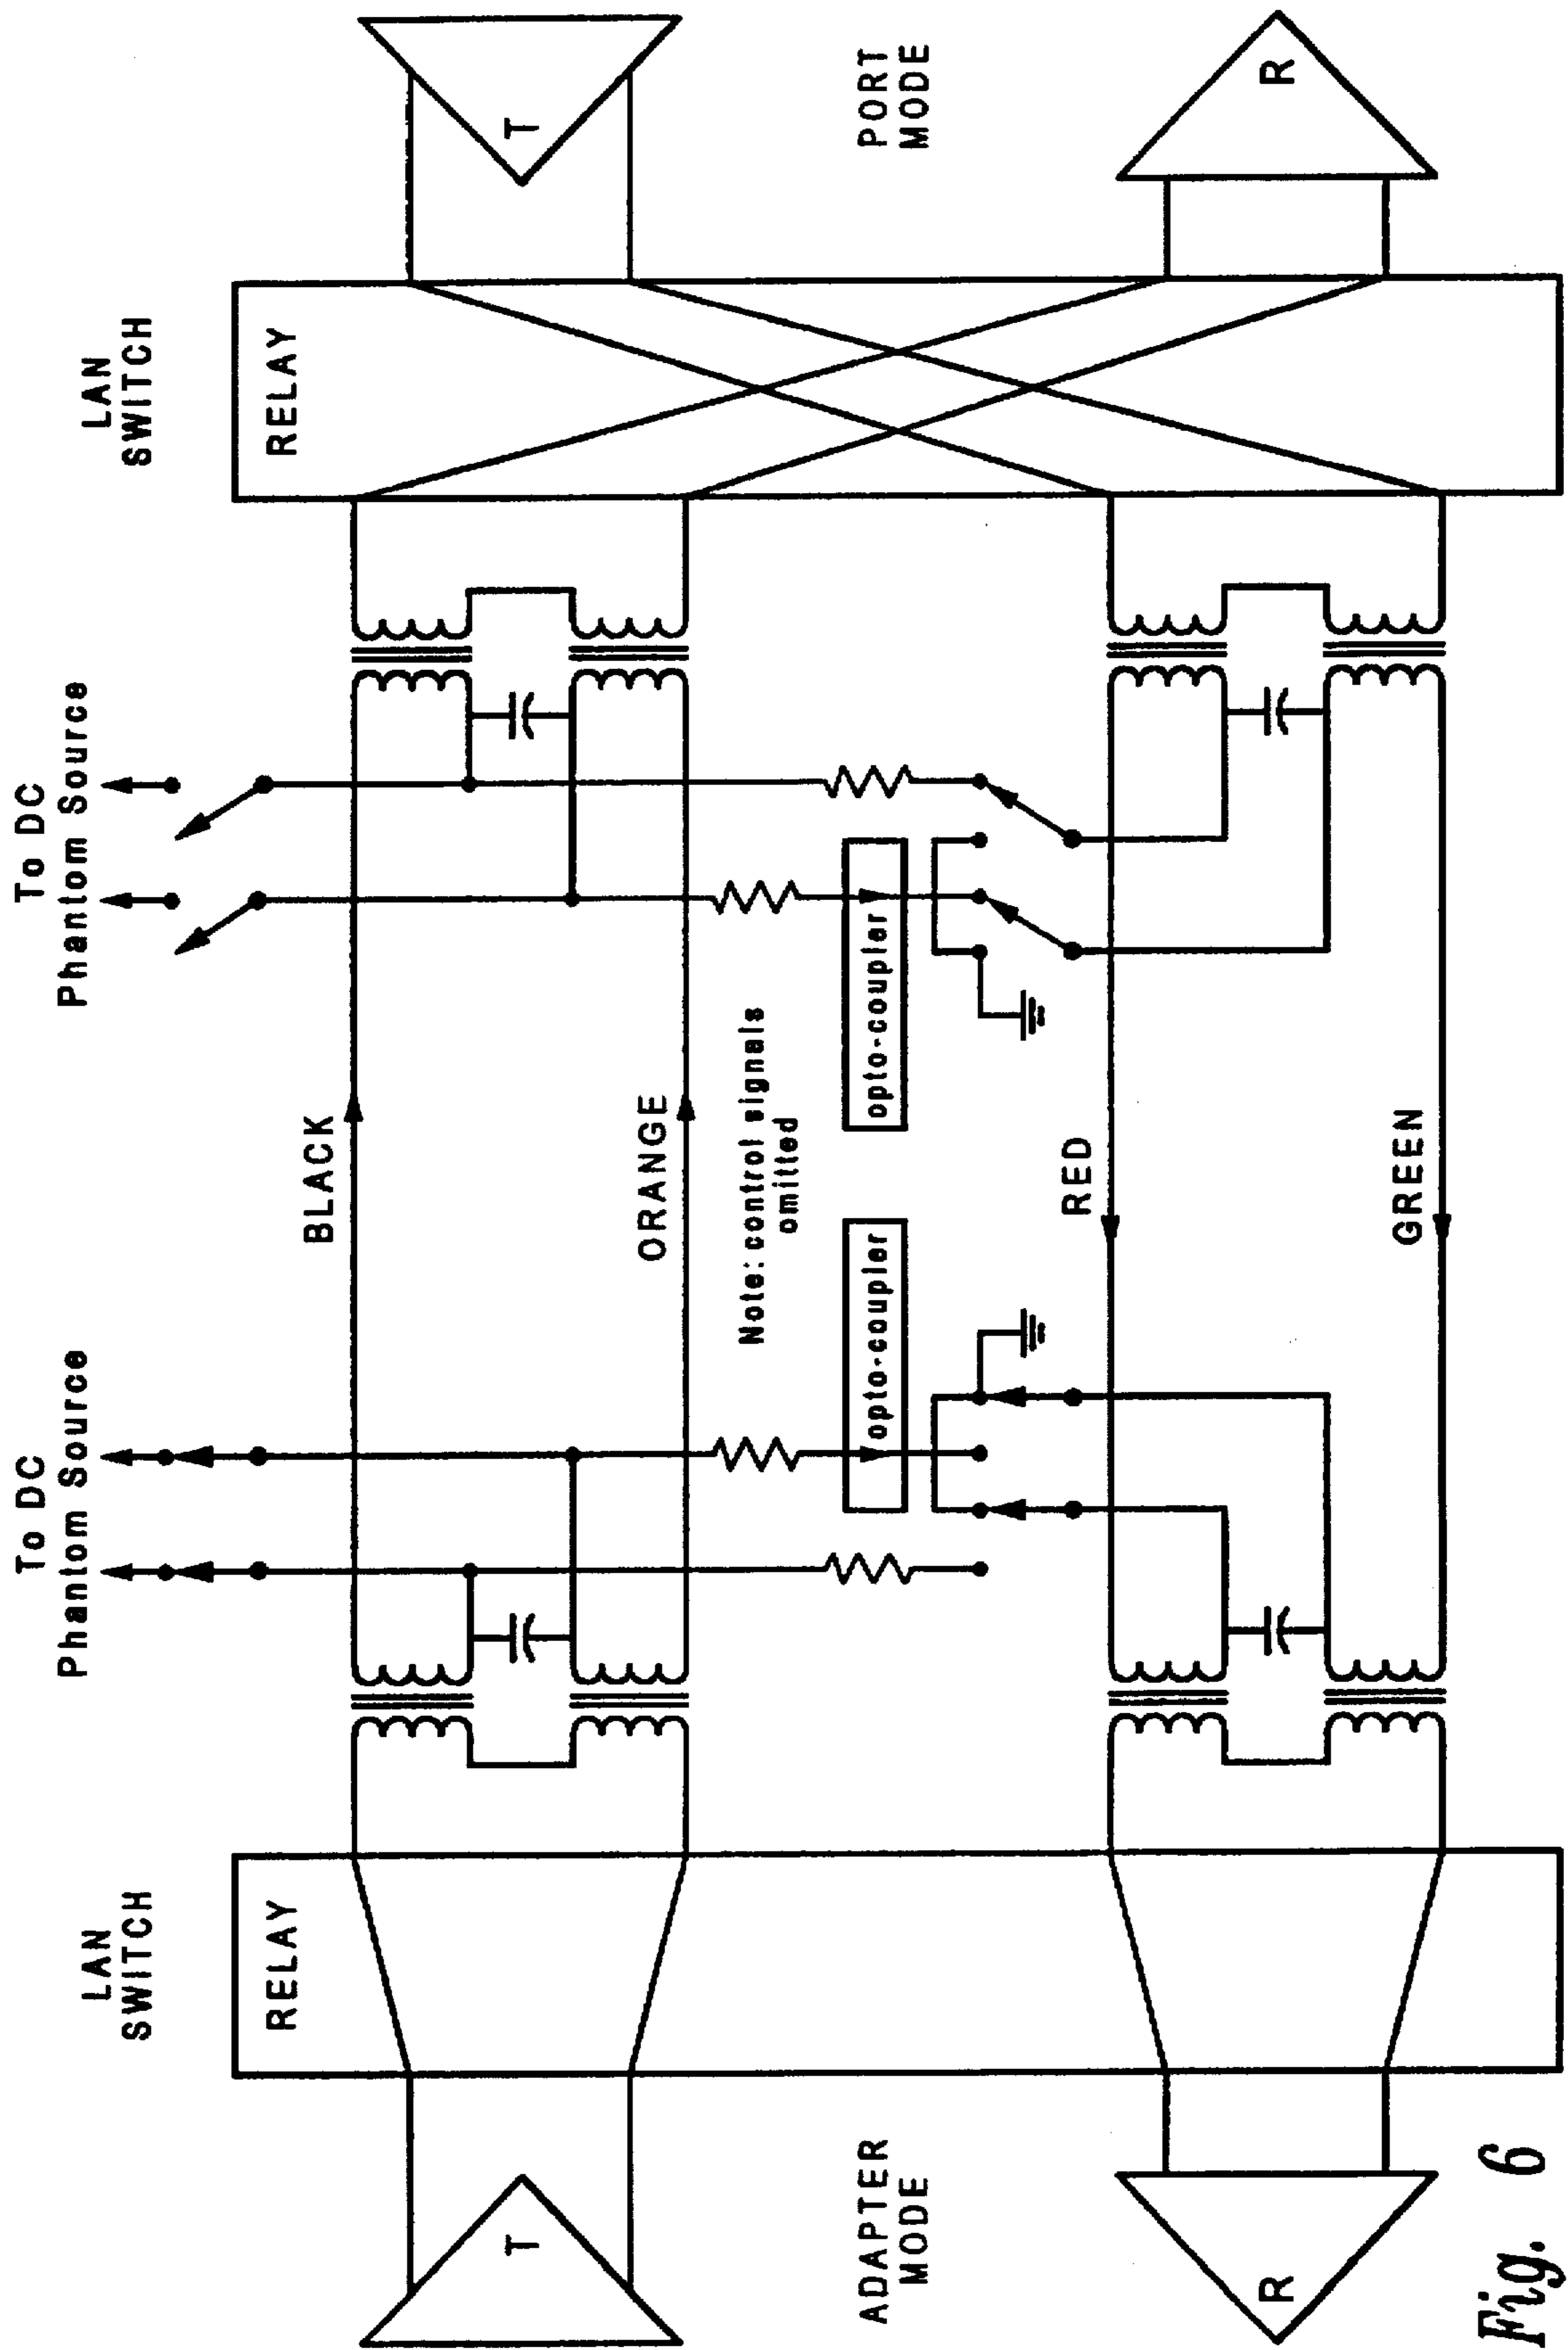 LAN
SWITCH
To DC
Phantom Source
To DC
Phantom Source
LAN
SWITCH
RELAY
BLACK
RELAY
T
ORANGE
T
Note: control signals
omitted
ADAPTER
MODE
opto-coupler
opto-coupler
PORT
MODE
RED
R
GREEN
R
Fig. 6